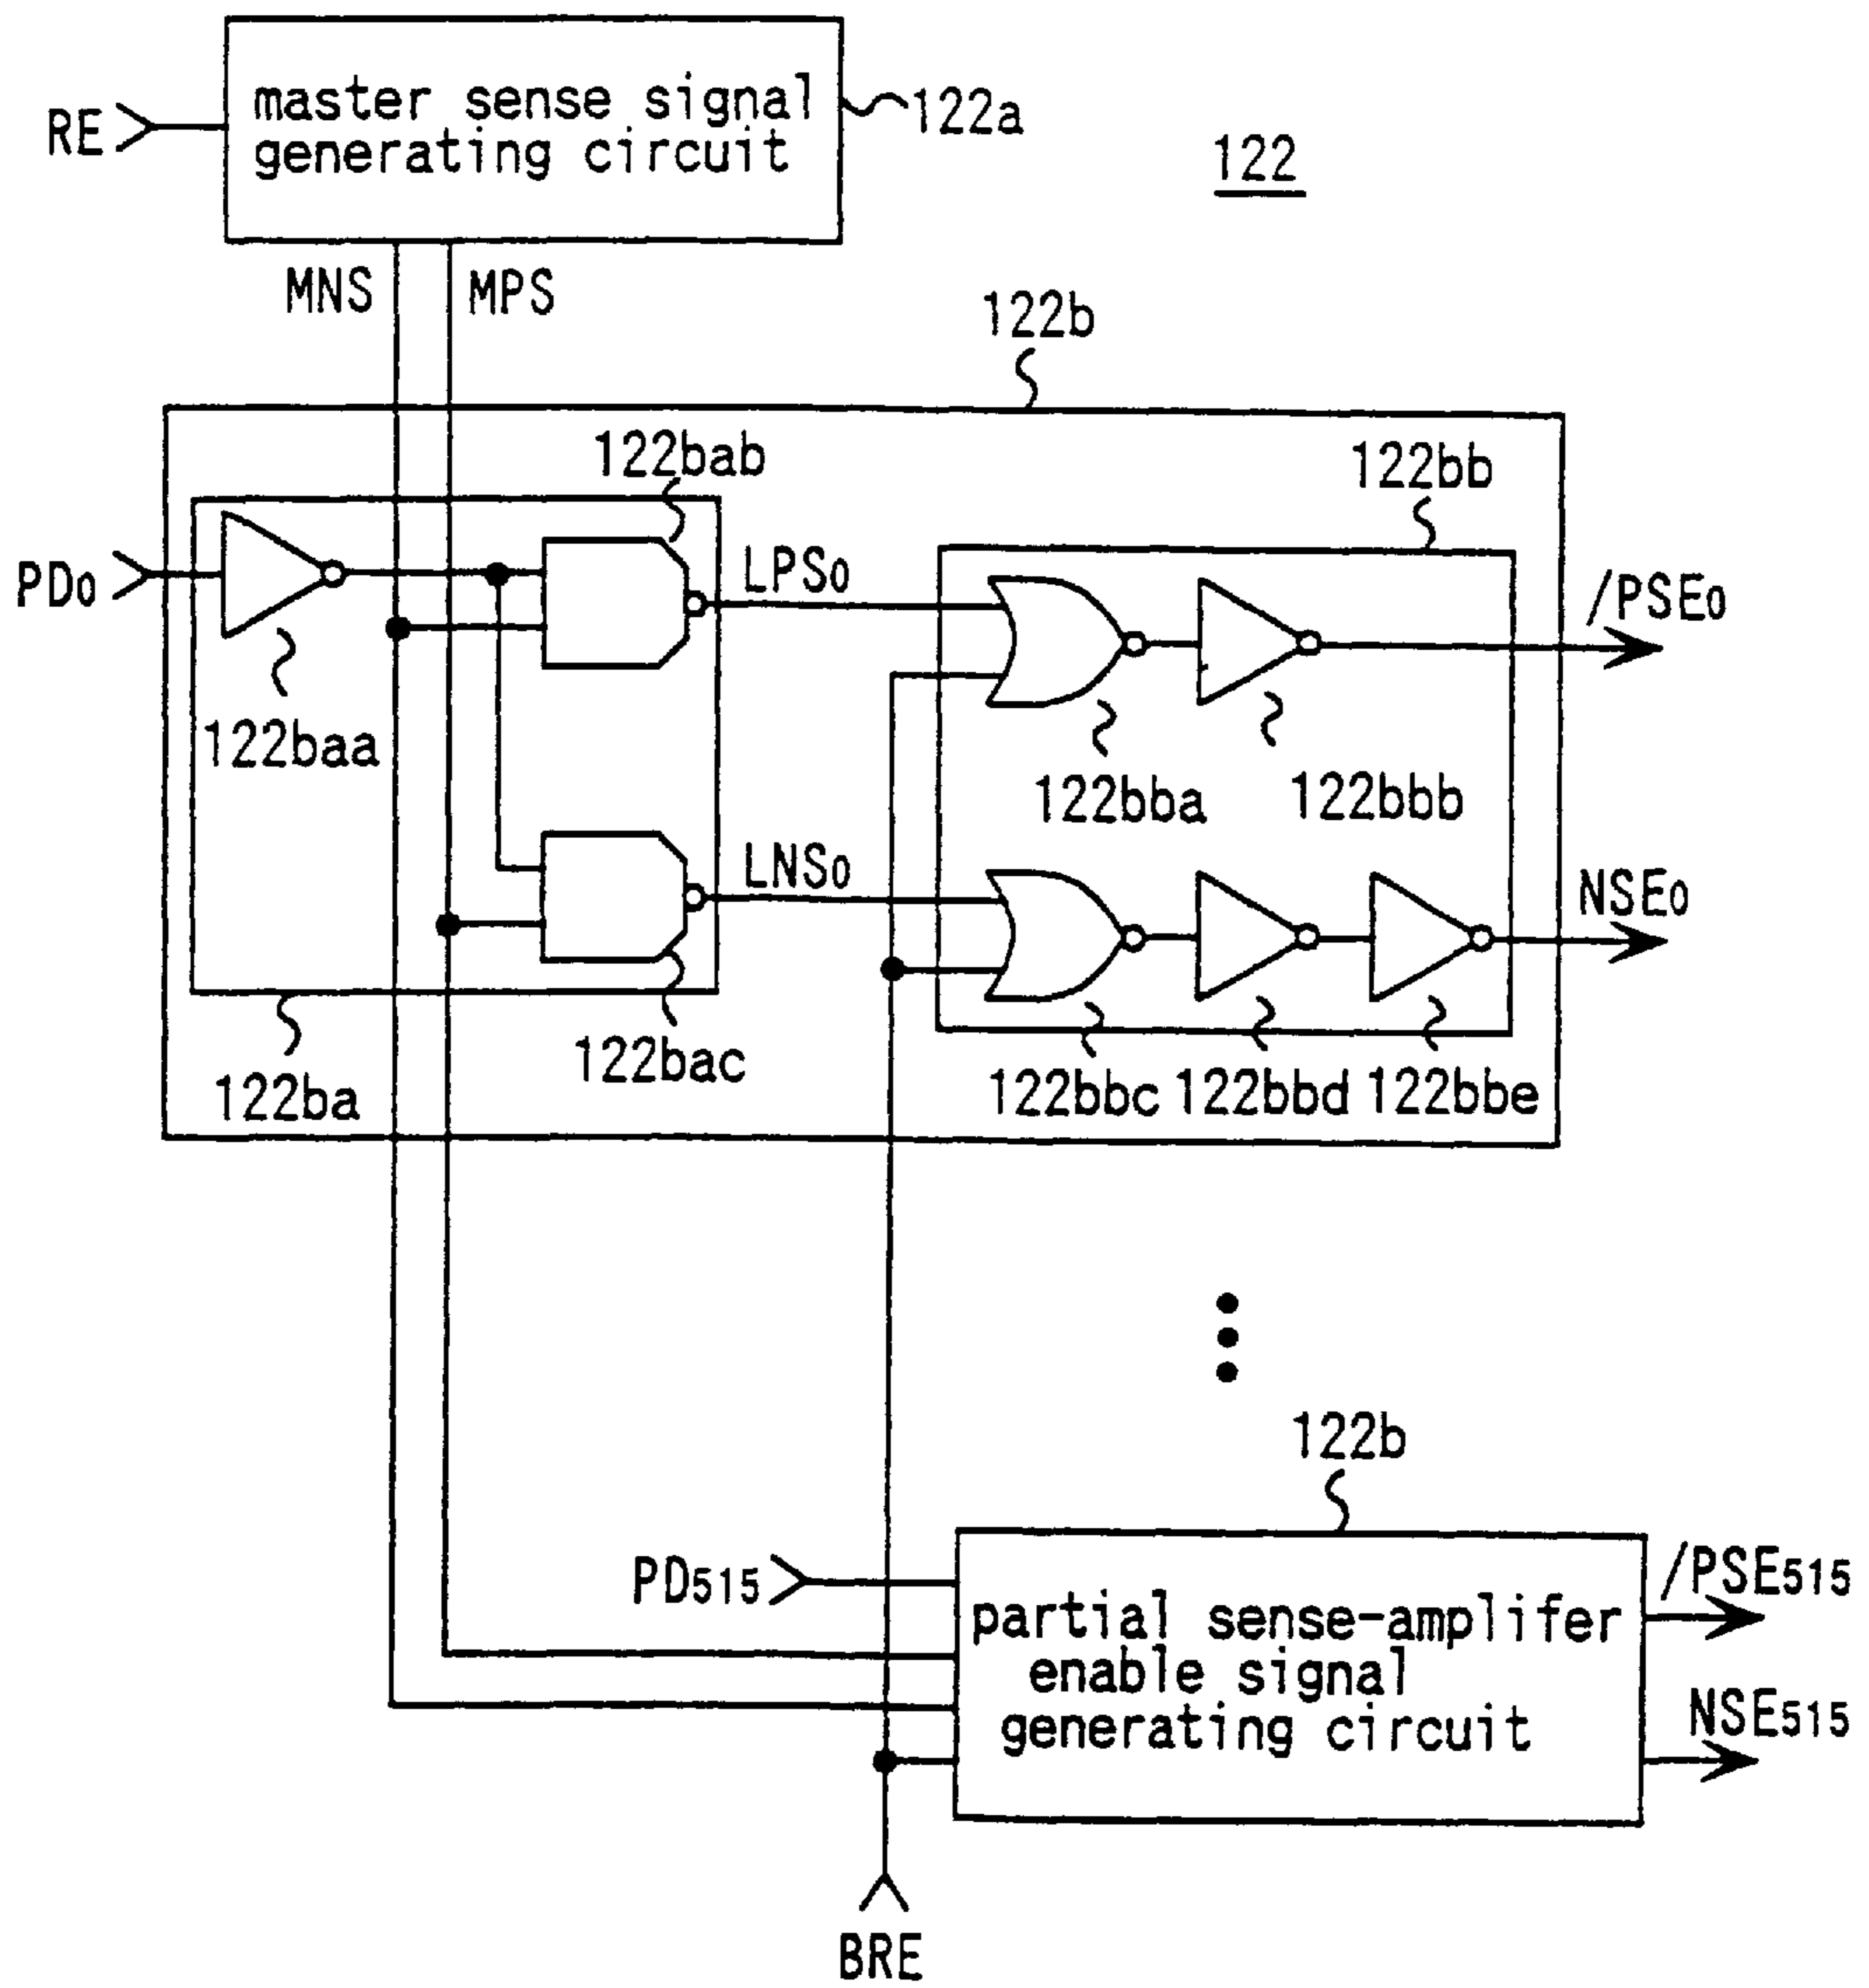 RE
master sense signal
generating circuit
122a
122
MNS
MPS
122b
122bab
122bb
PD0
LPS0
/PSE0
122baa
122bba
122bbb
LNS0
NSE0
122bac
122ba
122bbc
122bbd
122bbe
122b
PD515
partial sense-amplifer
enable signal
generating circuit
/PSE515
NSE515
BRE